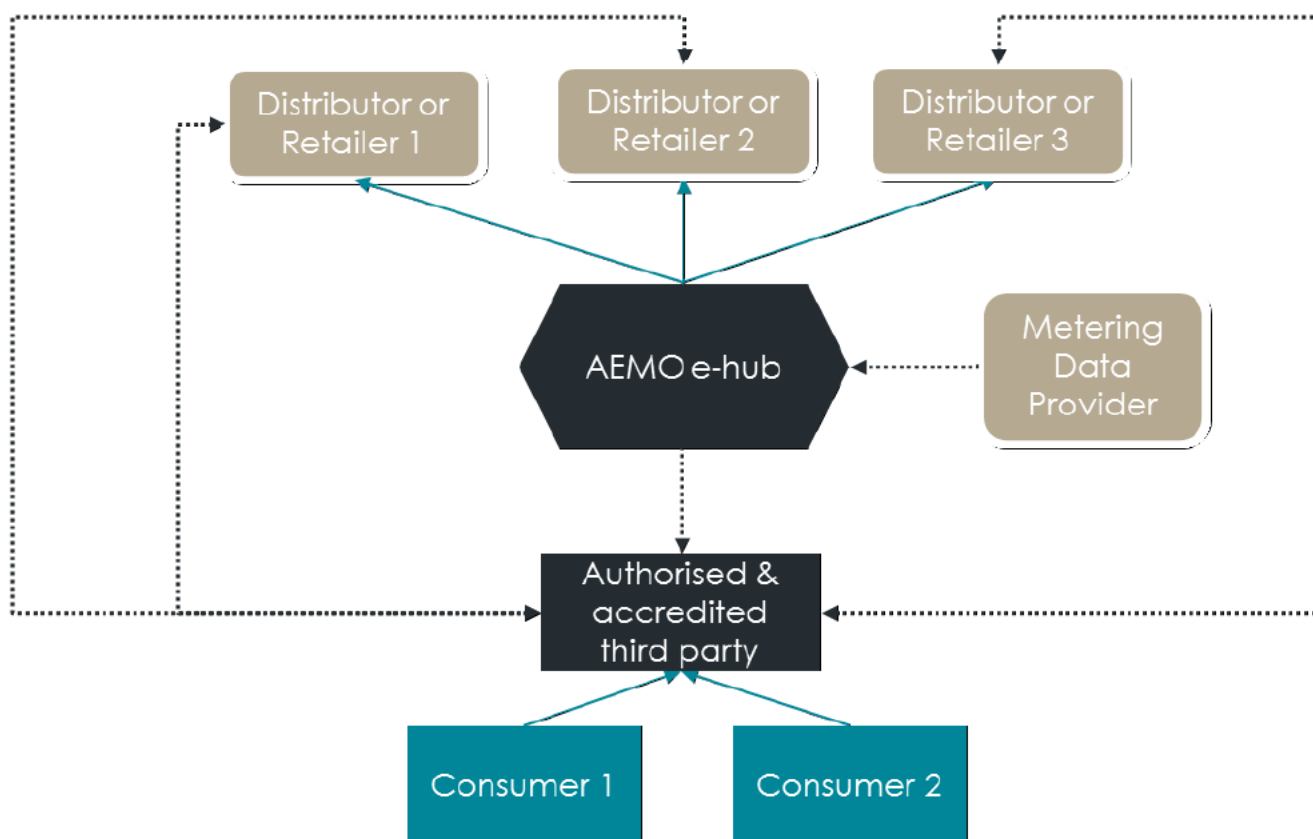 Distributor or
Retailer 1
Distributor or
Retailer 2
Distributor or
Retailer 3
AEMO e-hub
Metering
Data
Provider
Authorised &
accredited
third party
Consumer 1
Consumer 2